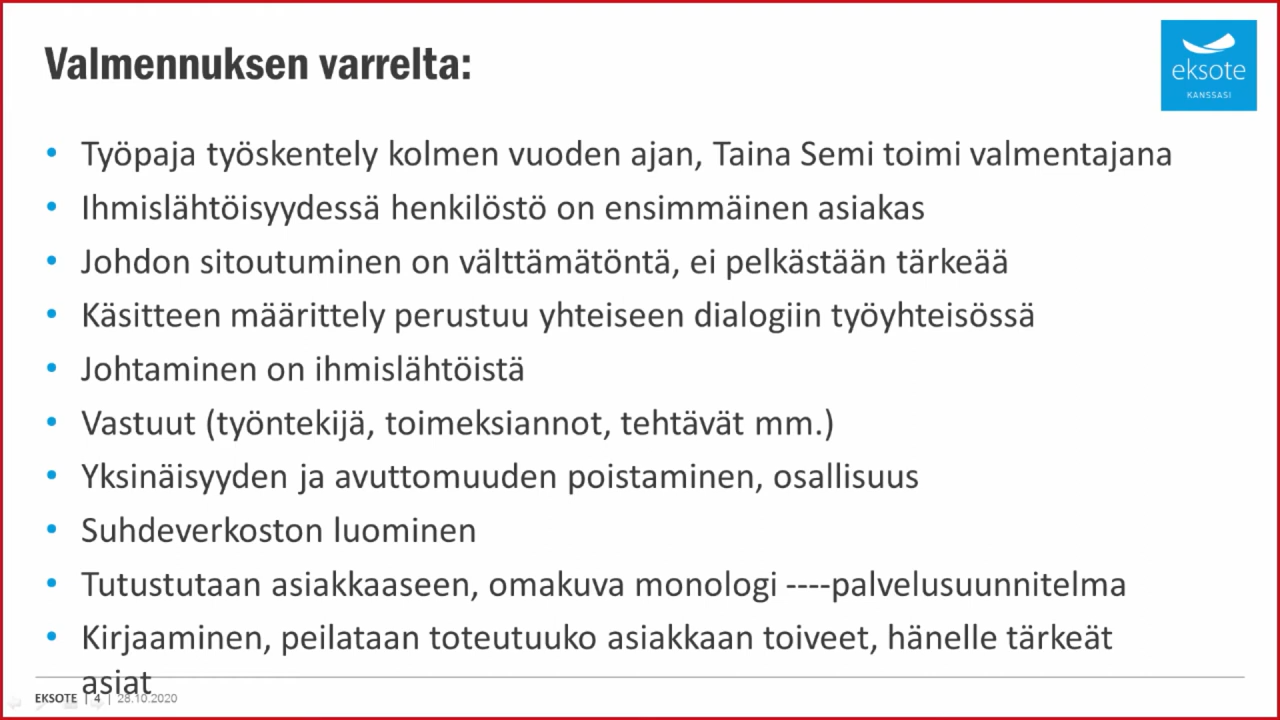 Valmennuksen varrelta:
eksote
KANSSASI
• Työpaja työskentely kolmen vuoden ajan, Taina Semi toimi valmentajana
• Ihmislähtöisyydessä henkilöstö on ensimmäinen asiakas
• Johdon sitoutuminen on välttämätöntä, ei pelkästään tärkeää
• Käsitteen määrittely perustuu yhteiseen dialogiin työyhteisössä
• Johtaminen on ihmislähtöistä
• Vastuut (työntekijä, toimeksiannot, tehtävät mm.)
• Yksinäisyyden ja avuttomuuden poistaminen, osallisuus
• Suhdeverkoston luominen
• Tutustutaan asiakkaaseen, omakuva monologi ----palvelusuunnitelma
• Kirjaaminen, peilataan toteutuuko asiakkaan toiveet, hänelle tärkeät
asiat
EKSOTE | 4 | 28.10.2020